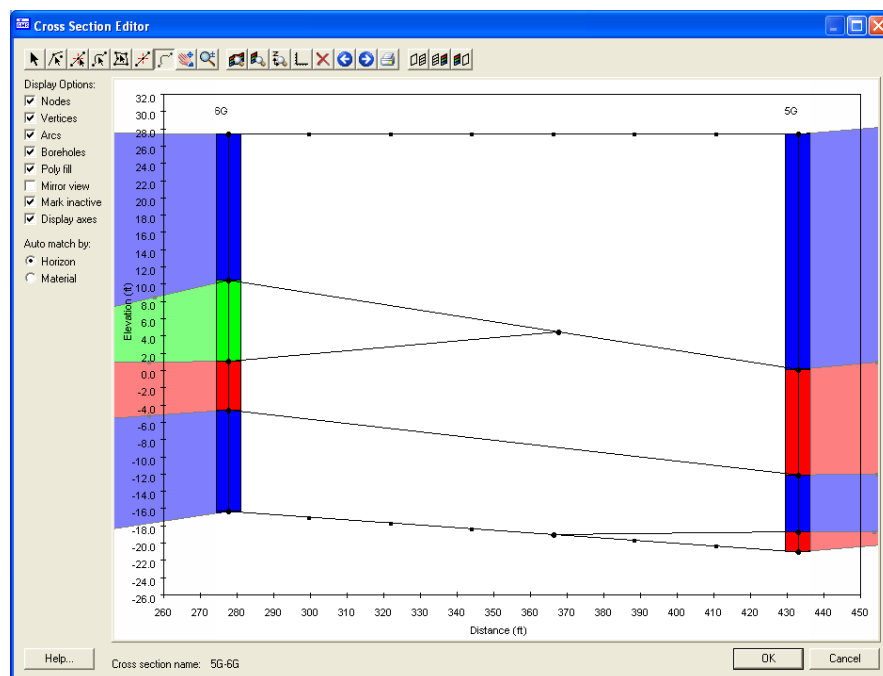 GMS Cross Section Editor
Display Options:
Nodes
Vertices
Arcs
Boreholes
Poly fill
Mirror view
Mark inactive
Display axes
Auto match by:
Horizon
Material
6G
5G
32.0
30.0
28.0
26.0
24.0
22.0
20.0
18.0
16.0
14.0
12.0
10.0
8.0
6.0
4.0
2.0
0.0
-2.0
-4.0
-6.0
-8.0
-10.0
-12.0
-14.0
-16.0
-18.0
-20.0
-22.0
-24.0
-26.0
Elevation (ft)
260 270 280 290 300 310 320 330 340 350 360 370 380 390 400 410 420 430 440 450
Distance (ft)
Help...
Cross section name: 5G-6G
OK
Cancel